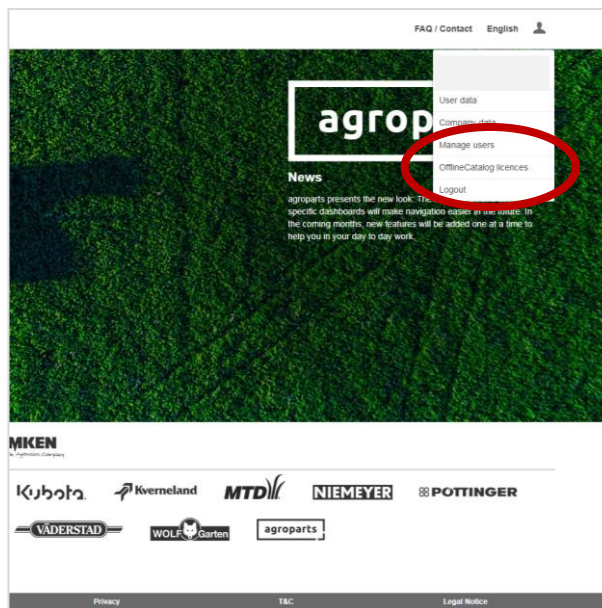 FAQ / Contact English
User data
Company data
Manage users
OfflineCatalog licences
Logout
agrop
News
agroparts presents the new look. The
specific dashboards will make navigation easier in the future. In
the coming months, new features will be added one at a time to
help you in your day to day work.
MKEN
Kubota Kverneland MTD NIEMEYER PÖTTINGER
VÄDERSTAD WOLF Garten agroparts
Privacy T&C Legal Notice